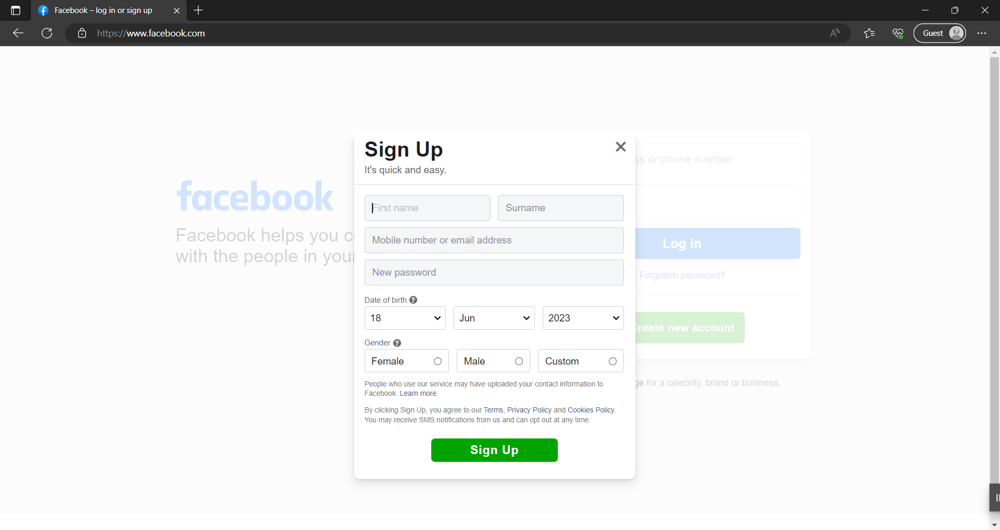 Facebook – log in or sign up
https://www.facebook.com
Guest
facebook
Facebook helps you c
with the people in your
Sign Up
It's quick and easy.
First name
Surname
Mobile number or email address
New password
Date of birth
18
Jun
2023
Gender
Female
Male
Custom
People who use our service may have uploaded your contact information to
Facebook. Learn more.
By clicking Sign Up, you agree to our Terms, Privacy Policy and Cookies Policy.
You may receive SMS notifications from us and can opt out at any time.
Sign Up
ss or phone number
Log in
Forgotten password?
Create new account
ge for a celebrity, brand or business.